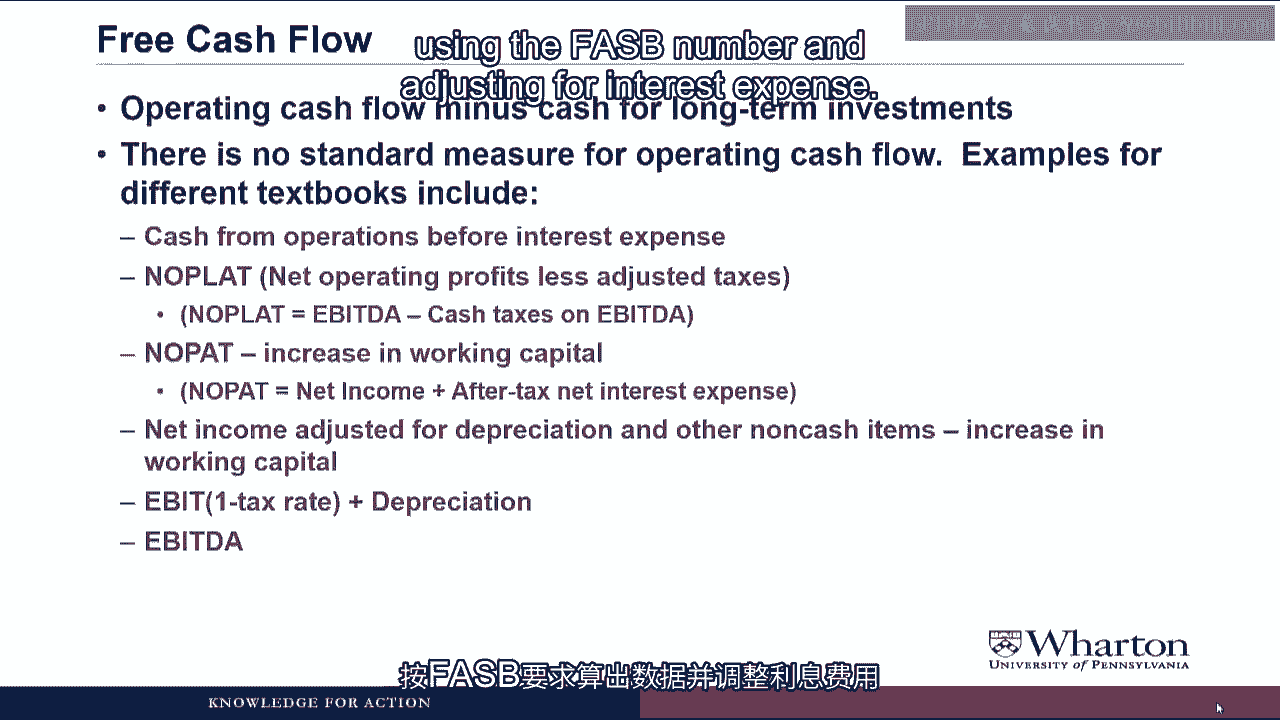 Free Cash Flow
using the FASB number and
adjusting for interest expense.
• Operating cash flow minus cash for long-term investments
• There is no standard measure for operating cash flow. Examples for
different textbooks include:
– Cash from operations before interest expense
– NOPLAT (Net operating profits less adjusted taxes)
• (NOPLAT = EBITDA – Cash taxes on EBITDA)
– NOPAT – increase in working capital
• (NOPAT = Net Income + After-tax net interest expense)
– Net income adjusted for depreciation and other noncash items – increase in
working capital
– EBIT(1-tax rate) + Depreciation
– EBITDA
Wharton
UNIVERSITY of PENNSYLVANIA
按FASB要求算出数据并调整利息费用
KNOWLEDGE FOR ACTION